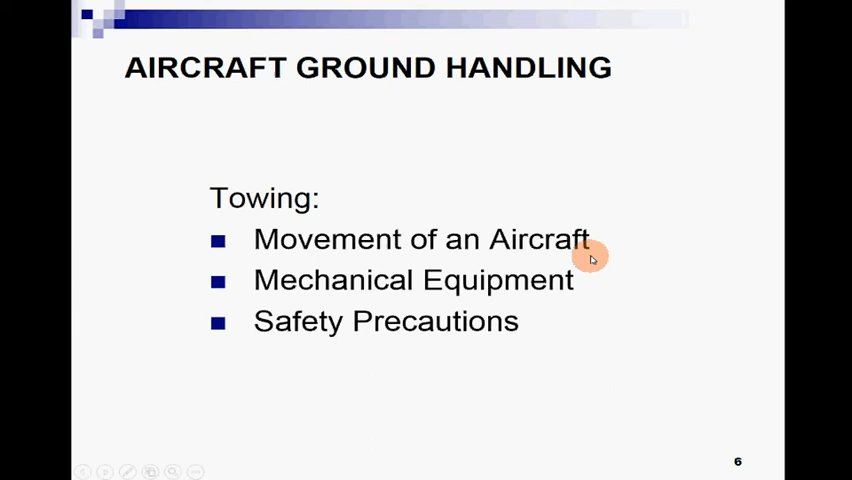 AIRCRAFT GROUND HANDLING
Towing:
Movement of an Aircraft
Mechanical Equipment
Safety Precautions
6